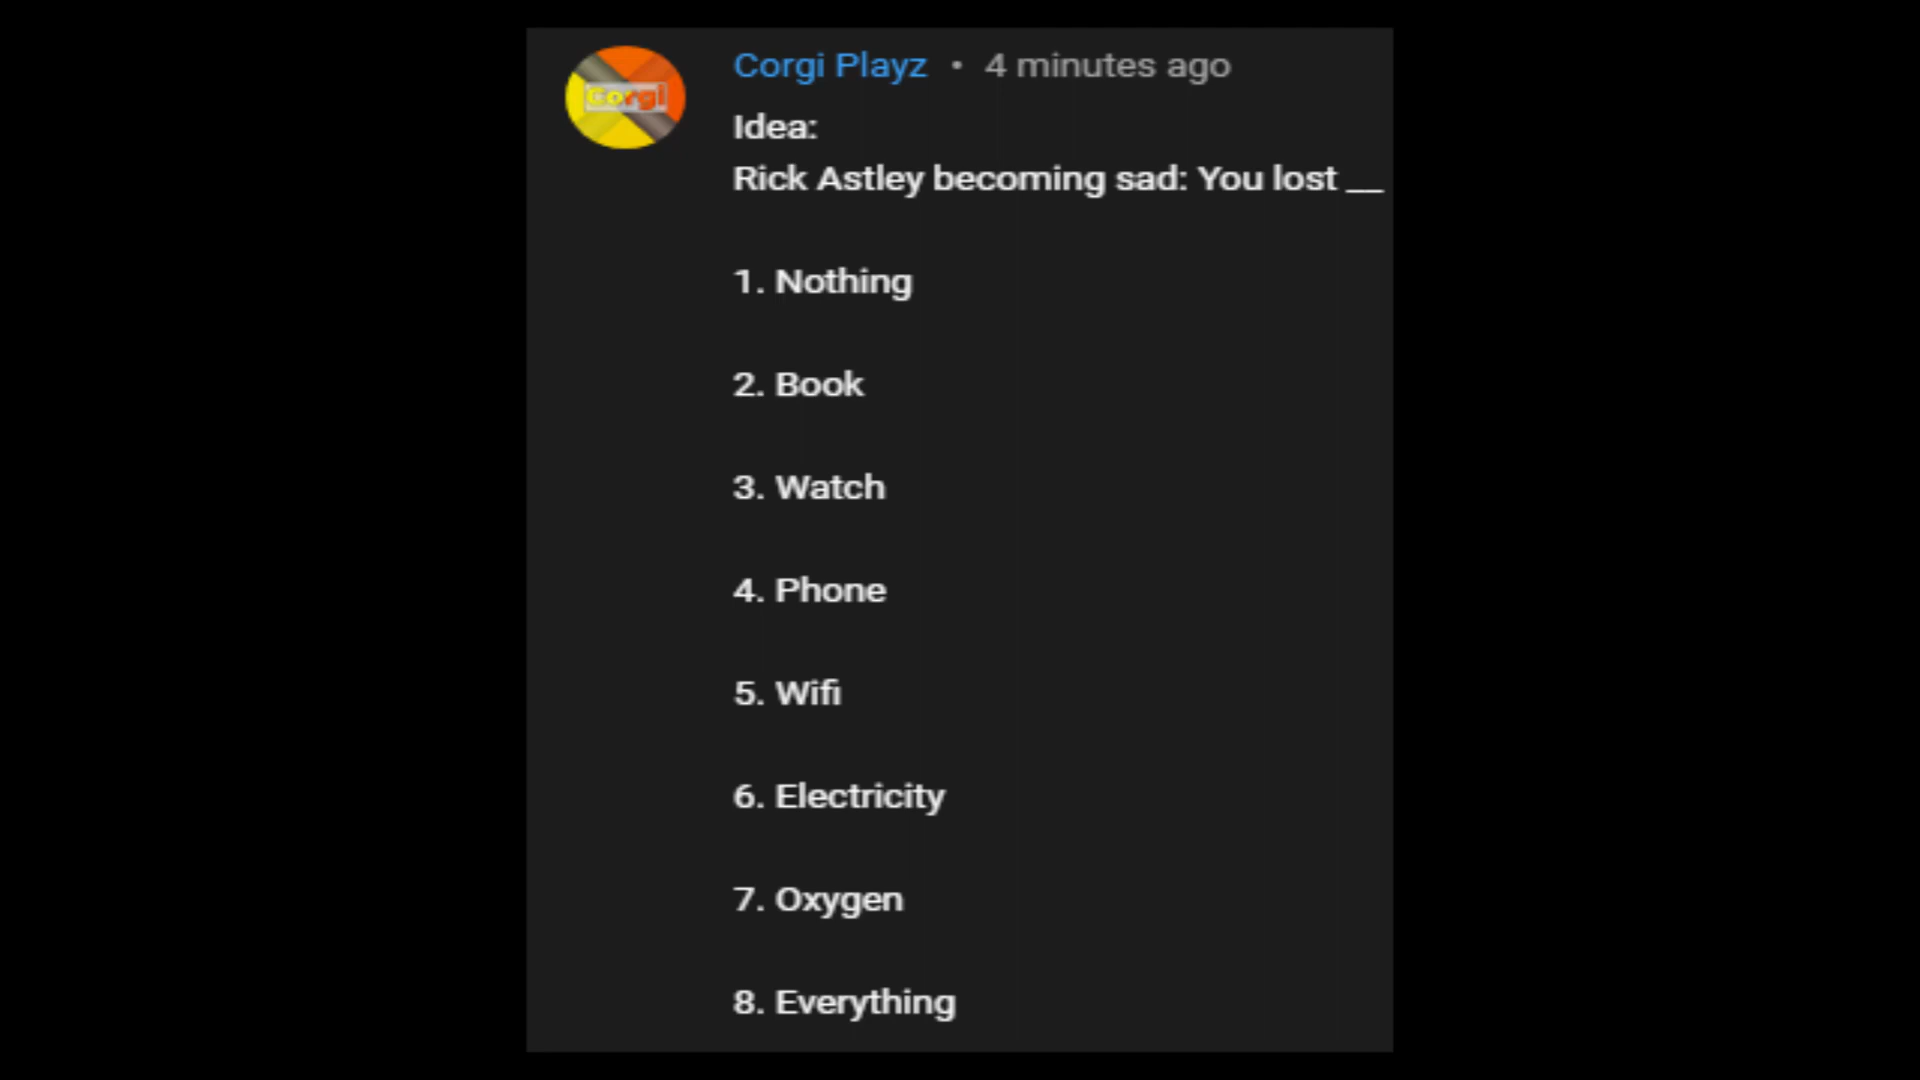 Corgi
Corgi Playz • 4 minutes ago
Idea:
Rick Astley becoming sad: You lost __
1. Nothing
2. Book
3. Watch
4. Phone
5. Wifi
6. Electricity
7. Oxygen
8. Everything